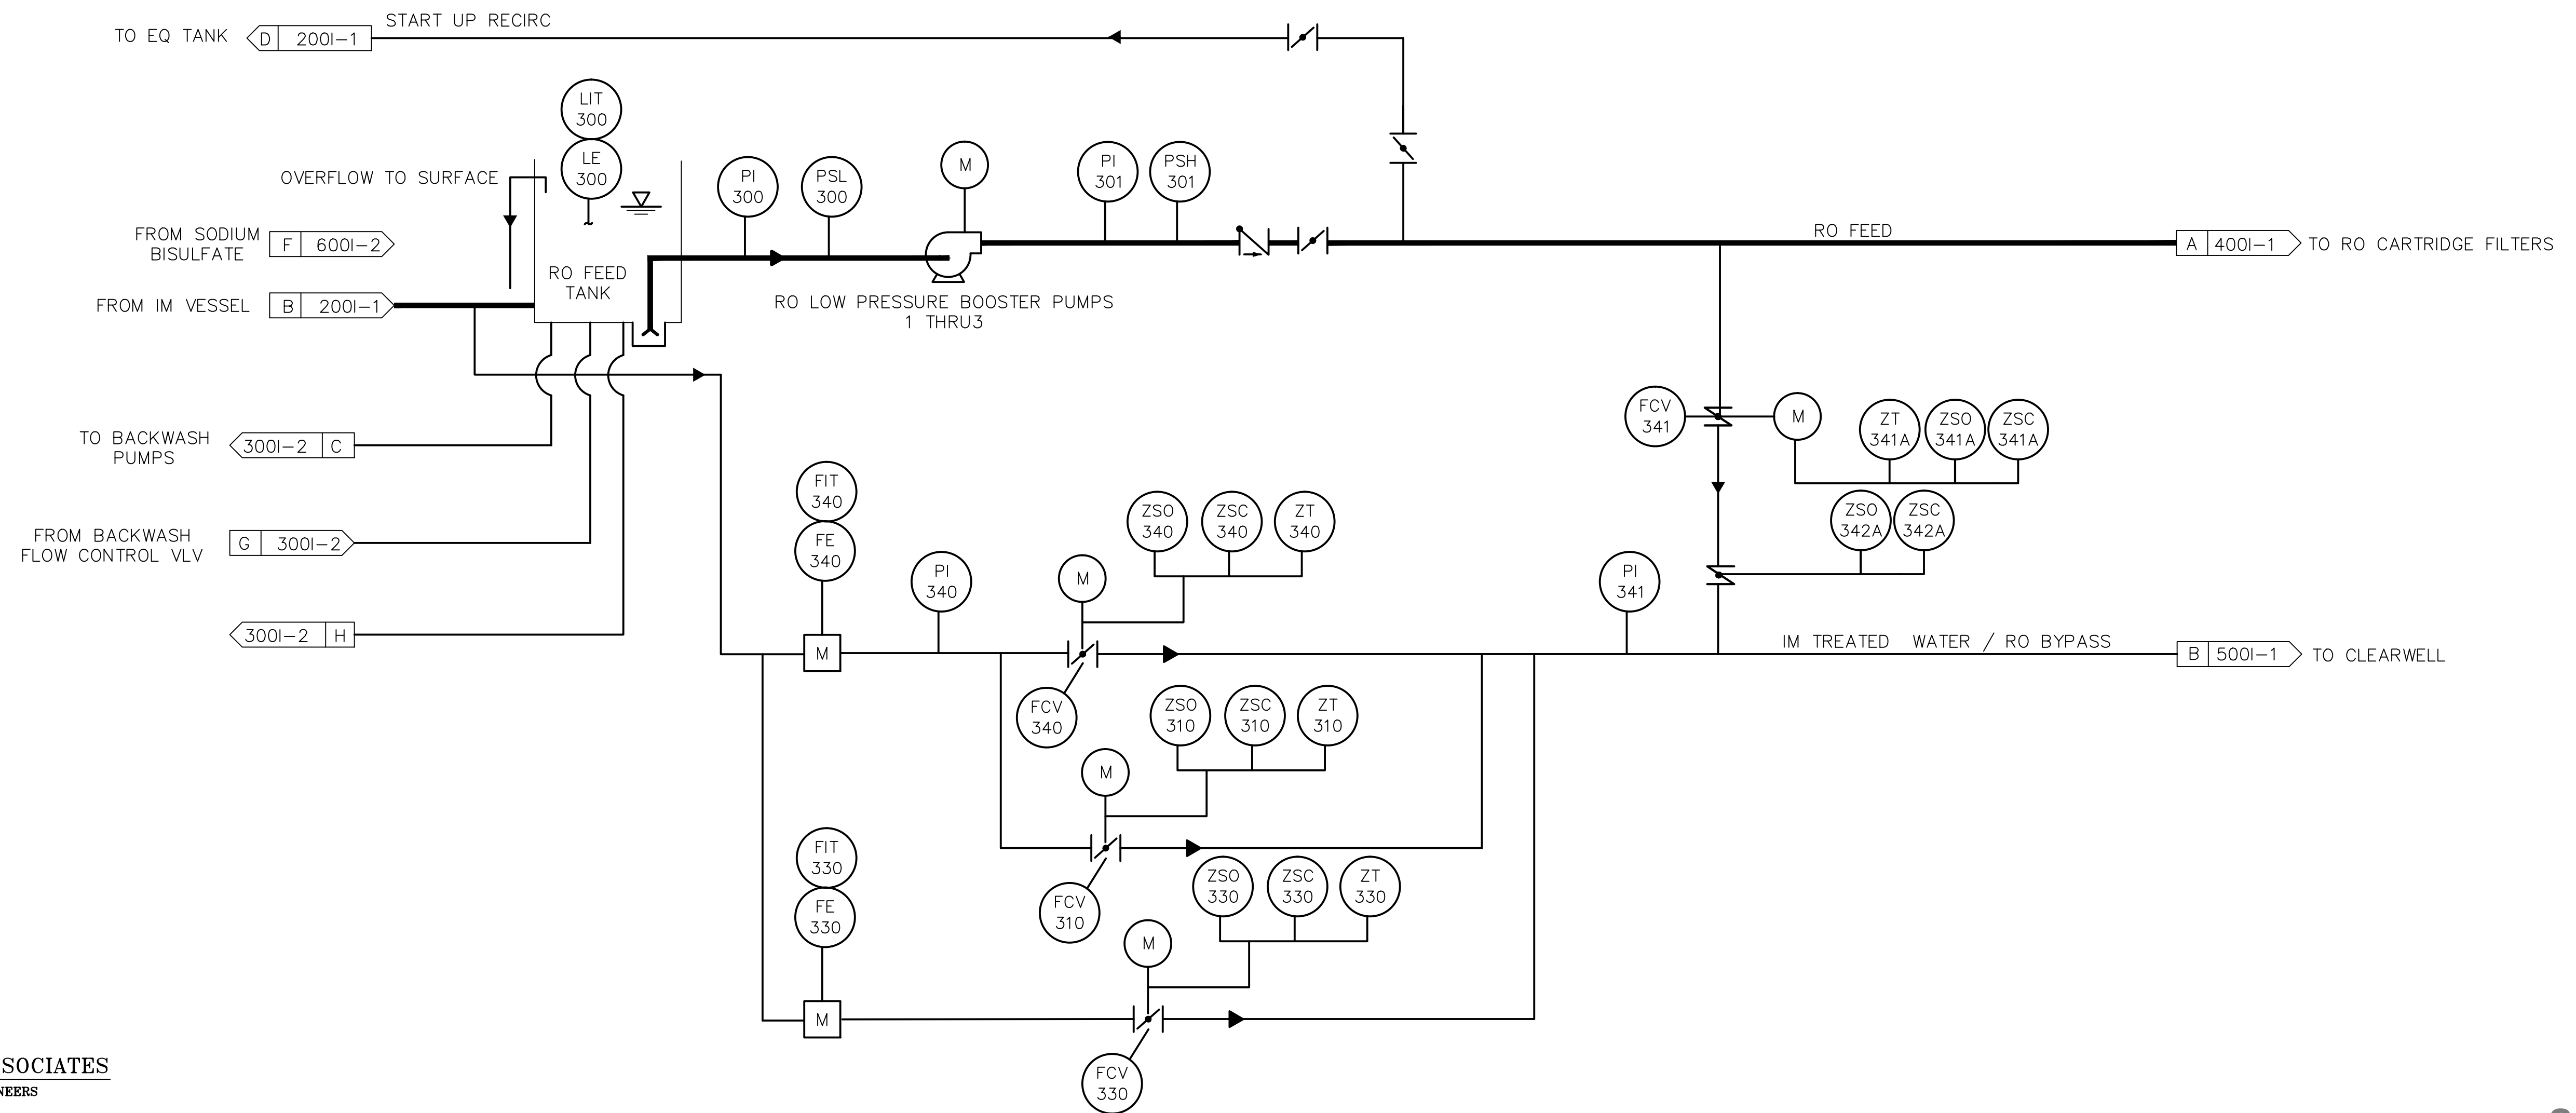 START UP RECIRC
TO EQ TANK
D 200I-1
LIT
300
LE
300
OVERFLOW TO SURFACE
PI
300
PSL
300
M
PI
301
PSH
301
FROM SODIUM
BISULFATE
F 600I-2
RO FEED
TANK
RO FEED
A 400I-1
TO RO CARTRIDGE FILTERS
FROM IM VESSEL
B 200I-1
RO LOW PRESSURE BOOSTER PUMPS
1 THRU3
FCV
341
M
ZT
341A
ZSO
341A
ZSC
341A
TO BACKWASH
PUMPS
300I-2 C
FIT
340
FE
340
ZSO
340
ZSC
340
ZT
340
ZSO
342A
ZSC
342A
FROM BACKWASH
FLOW CONTROL VLV
G 300I-2
PI
340
M
PI
341
300I-2 H
M
IM TREATED WATER / RO BYPASS
B 500I-1
TO CLEARWELL
FCV
340
ZSO
310
ZSC
310
ZT
310
M
FIT
330
FE
330
FCV
310
ZSO
330
ZSC
330
ZT
330
M
M
FCV
330
SOCIATES
NEERS